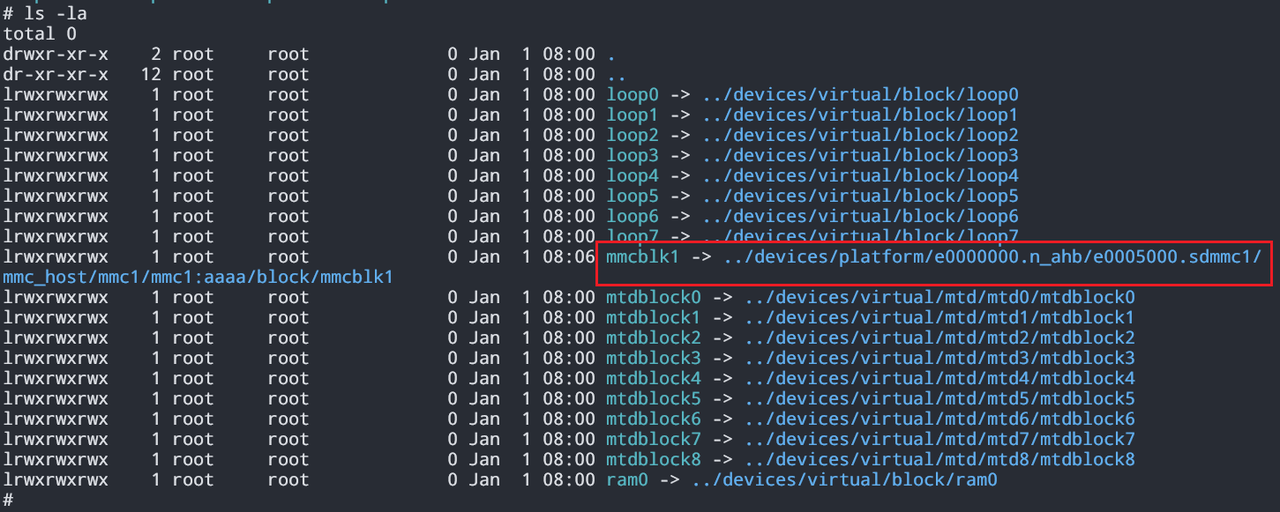 # ls -la
total 0
drwxr-xr-x    2 root     root             0 Jan  1 08:00 .
dr-xr-xr-x   12 root     root             0 Jan  1 08:00 ..
lrwxrwxrwx    1 root     root             0 Jan  1 08:00 loop0 -> ../devices/virtual/block/loop0
lrwxrwxrwx    1 root     root             0 Jan  1 08:00 loop1 -> ../devices/virtual/block/loop1
lrwxrwxrwx    1 root     root             0 Jan  1 08:00 loop2 -> ../devices/virtual/block/loop2
lrwxrwxrwx    1 root     root             0 Jan  1 08:00 loop3 -> ../devices/virtual/block/loop3
lrwxrwxrwx    1 root     root             0 Jan  1 08:00 loop4 -> ../devices/virtual/block/loop4
lrwxrwxrwx    1 root     root             0 Jan  1 08:00 loop5 -> ../devices/virtual/block/loop5
lrwxrwxrwx    1 root     root             0 Jan  1 08:00 loop6 -> ../devices/virtual/block/loop6
lrwxrwxrwx    1 root     root             0 Jan  1 08:00 loop7 -> ../devices/virtual/block/loop7
lrwxrwxrwx    1 root     root             0 Jan  1 08:06 mmcblk1 -> ../devices/platform/e0000000.n_ahb/e0005000.sdmmc1/
mmc_host/mmc1/mmc1:aaaa/block/mmcblk1
lrwxrwxrwx    1 root     root             0 Jan  1 08:00 mtdblock0 -> ../devices/virtual/mtd/mtd0/mtdblock0
lrwxrwxrwx    1 root     root             0 Jan  1 08:00 mtdblock1 -> ../devices/virtual/mtd/mtd1/mtdblock1
lrwxrwxrwx    1 root     root             0 Jan  1 08:00 mtdblock2 -> ../devices/virtual/mtd/mtd2/mtdblock2
lrwxrwxrwx    1 root     root             0 Jan  1 08:00 mtdblock3 -> ../devices/virtual/mtd/mtd3/mtdblock3
lrwxrwxrwx    1 root     root             0 Jan  1 08:00 mtdblock4 -> ../devices/virtual/mtd/mtd4/mtdblock4
lrwxrwxrwx    1 root     root             0 Jan  1 08:00 mtdblock5 -> ../devices/virtual/mtd/mtd5/mtdblock5
lrwxrwxrwx    1 root     root             0 Jan  1 08:00 mtdblock6 -> ../devices/virtual/mtd/mtd6/mtdblock6
lrwxrwxrwx    1 root     root             0 Jan  1 08:00 mtdblock7 -> ../devices/virtual/mtd/mtd7/mtdblock7
lrwxrwxrwx    1 root     root             0 Jan  1 08:00 mtdblock8 -> ../devices/virtual/mtd/mtd8/mtdblock8
lrwxrwxrwx    1 root     root             0 Jan  1 08:00 ram0 -> ../devices/virtual/block/ram0
#